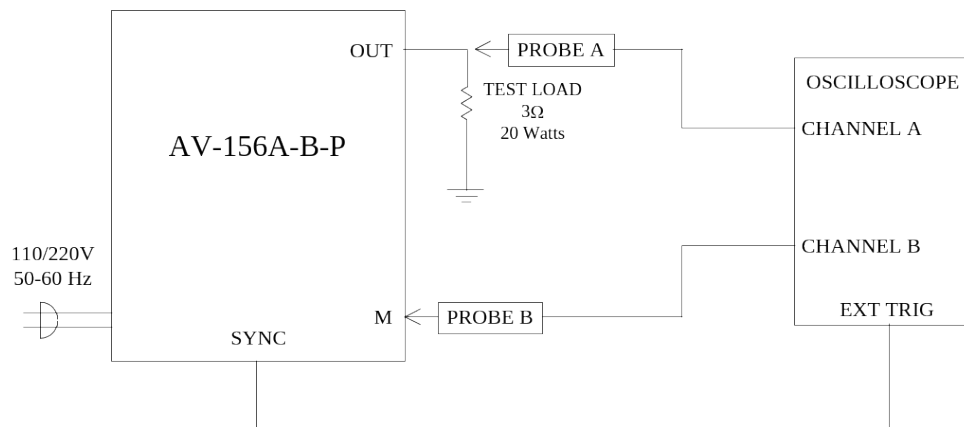 OUT
PROBE A
OSCILLOSCOPE
TEST LOAD
3Ω
20 Watts
CHANNEL A
AV-156A-B-P
CHANNEL B
110/220V
50-60 Hz
M
PROBE B
EXT TRIG
SYNC